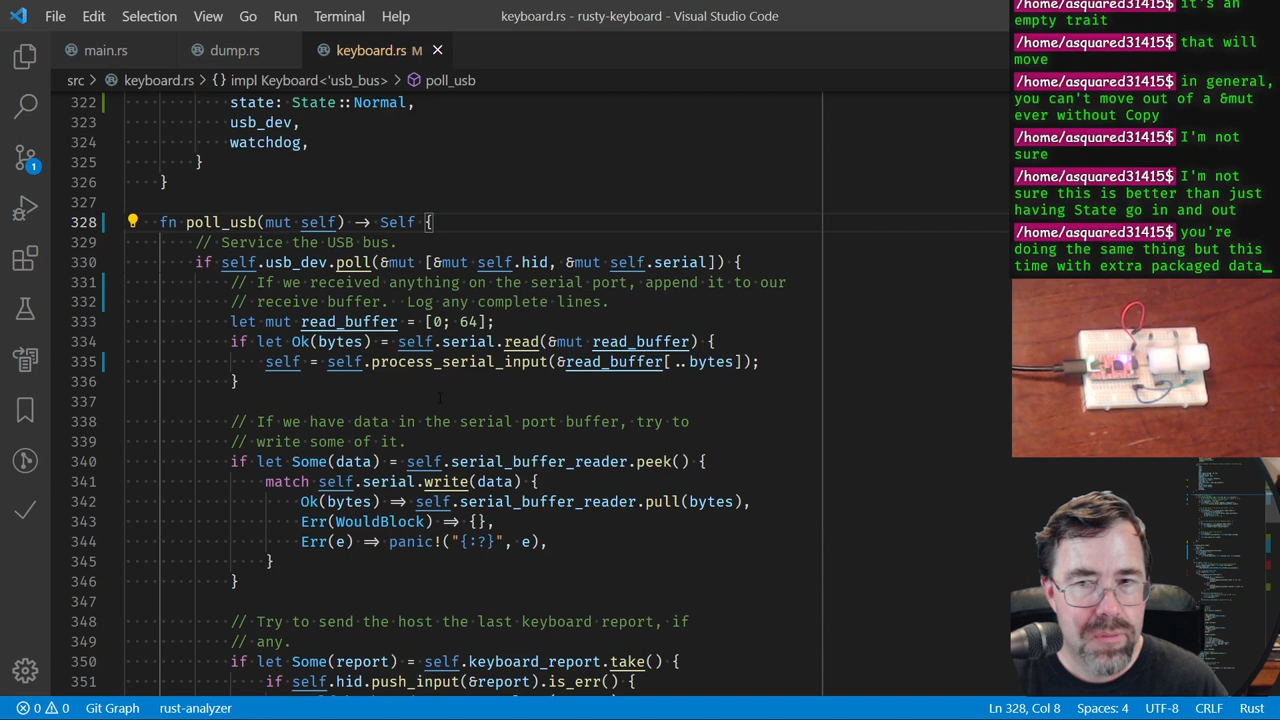 File Edit Selection View Go Run Terminal Help
keyboard.rs - rusty-keyboard - Visual Studio Code
main.rs
dump.rs
keyboard.rs M
src > keyboard.rs > {} impl Keyboard<'usb_bus> > poll_usb
322 state: State::Normal,
323 usb_dev,
324 watchdog,
325 }
326 }
327
328 fn poll_usb(mut self) → Self {
329 // Service the USB bus.
330 if self.usb_dev.poll(&mut [&mut self.hid, &mut self.serial]) {
331 // If we received anything on the serial port, append it to our
332 // receive buffer. Log any complete lines.
333 let mut read_buffer = [0; 64];
334 if let Ok(bytes) = self.serial.read(&mut read_buffer) {
335 self = self.process_serial_input(&read_buffer[..bytes]);
336 }
337
338 // If we have data in the serial port buffer, try to
339 // write some of it.
340 if let Some(data) = self.serial_buffer_reader.peek() {
341 match self.serial.write(data) {
342 Ok(bytes) ⇒ self.serial_buffer_reader.pull(bytes),
343 Err(WouldBlock) ⇒ {},
344 Err(e) ⇒ panic!("{:?}", e),
345 }
346 }
347
348 // Try to send the host the last keyboard report, if
349 // any.
350 if let Some(report) = self.keyboard_report.take() {
351 if self.hid.push_input(&report).is_err() {
/home/asquared31415$ it's an
empty trait
/home/asquared31415$ that will
move
/home/asquared31415$ in general,
you can't move out of a &mut
ever without Copy
/home/asquared31415$ I'm not
sure
/home/asquared31415$ I'm not
sure this is better than just
having State go in and out
/home/asquared31415$ you're
doing the same thing but this
time with extra packaged data_
1
0 0 Git Graph rust-analyzer
Ln 328, Col 8 Spaces: 4 UTF-8 CRLF Rust